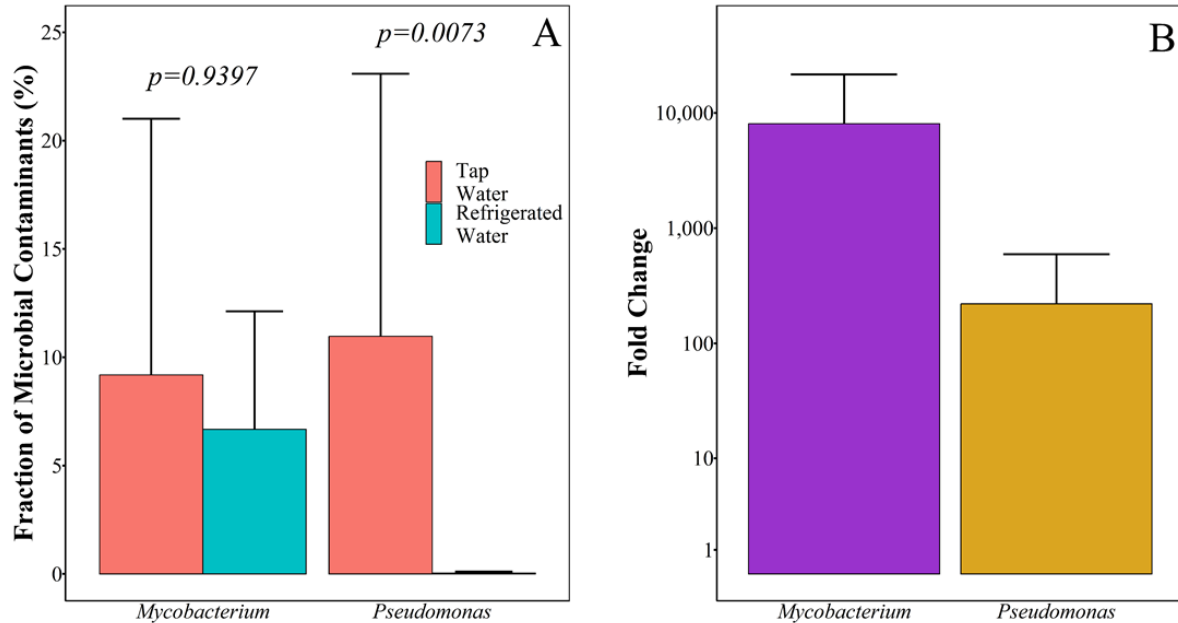 A
Fraction of Microbial Contaminants (%)
25
20
15
10
5
0
p=0.9397
p=0.0073
Tap
Water
Refrigerated
Water
Mycobacterium
Pseudomonas
B
Fold Change
10,000
1,000
100
10
1
Mycobacterium
Pseudomonas